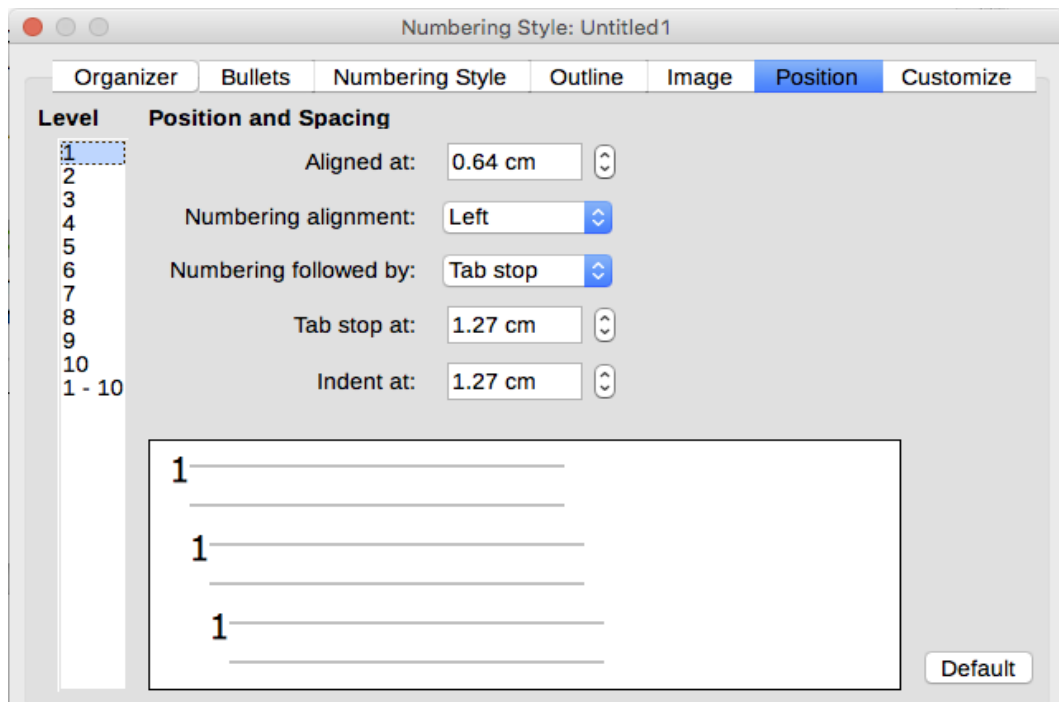 Numbering Style: Untitled1
Organizer Bullets Numbering Style Outline Image Position Customize
Level Position and Spacing
1
2
3
4
5
6
7
8
9
10
1 - 10
Aligned at: 0.64 cm
Numbering alignment: Left
Numbering followed by: Tab stop
Tab stop at: 1.27 cm
Indent at: 1.27 cm
1
1
1
Default